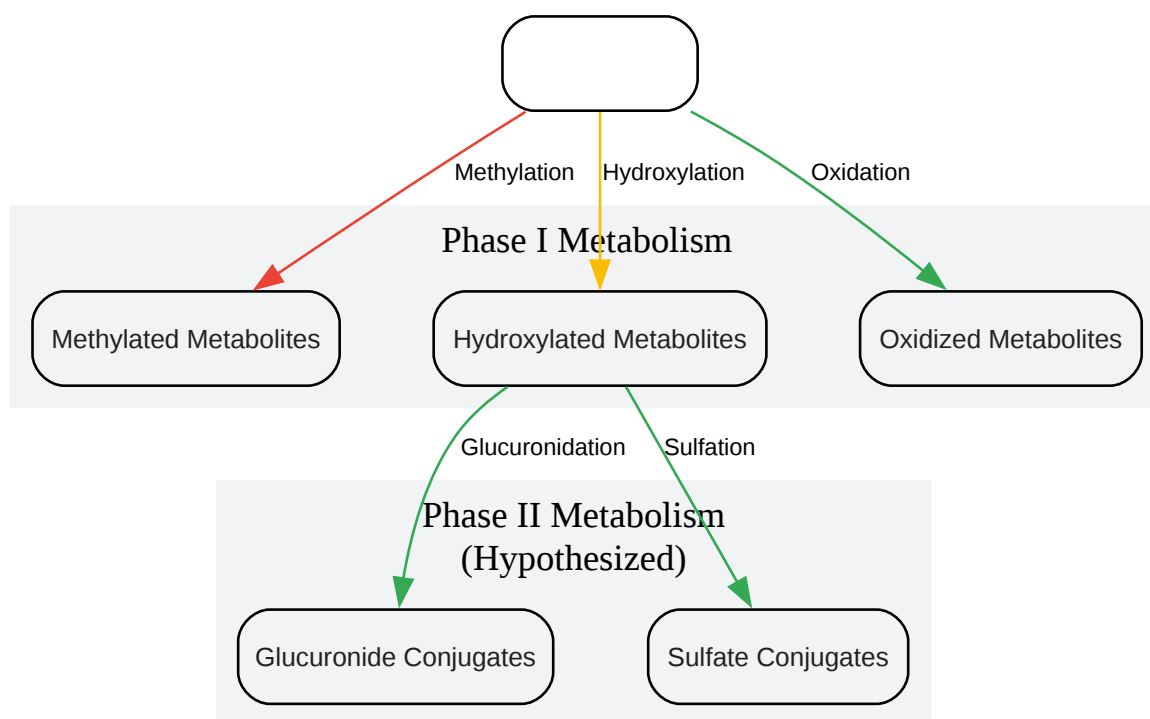 Methylation
Hydroxylation
Oxidation
Phase I Metabolism
Methylated Metabolites
Hydroxylated Metabolites
Oxidized Metabolites
Glucuronidation
Sulfation
Phase II Metabolism
(Hypothesized)
Glucuronide Conjugates
Sulfate Conjugates